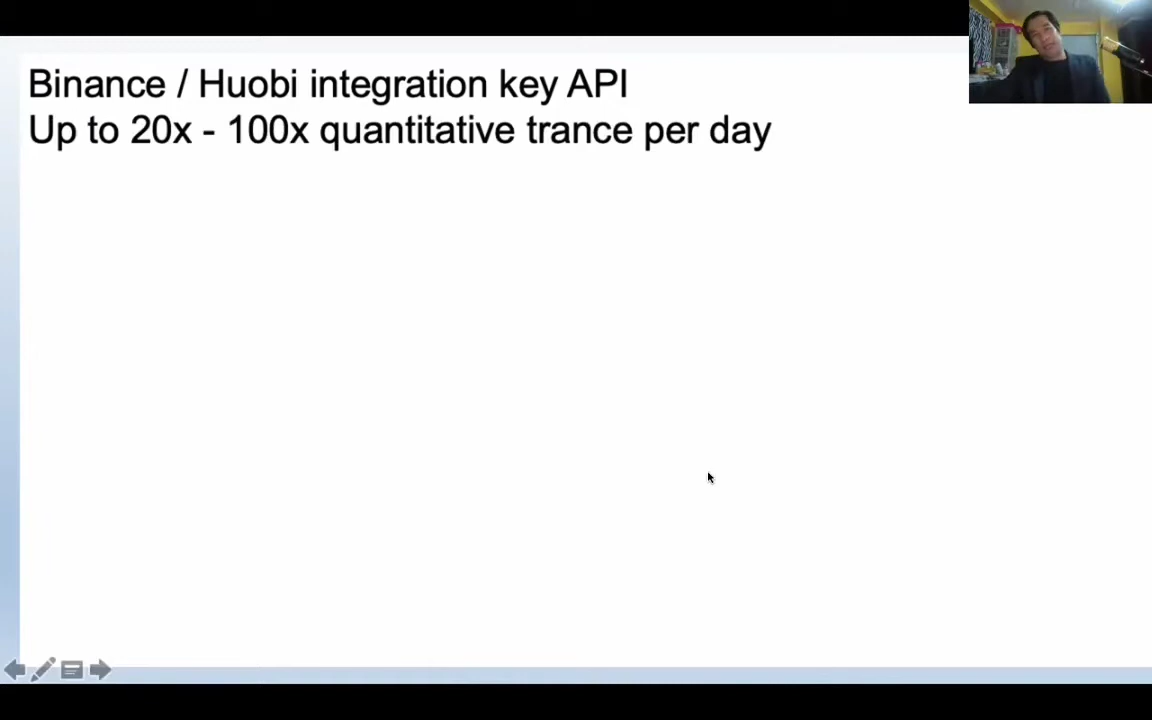 Binance / Huobi integration key API
Up to 20x - 100x quantitative trance per day